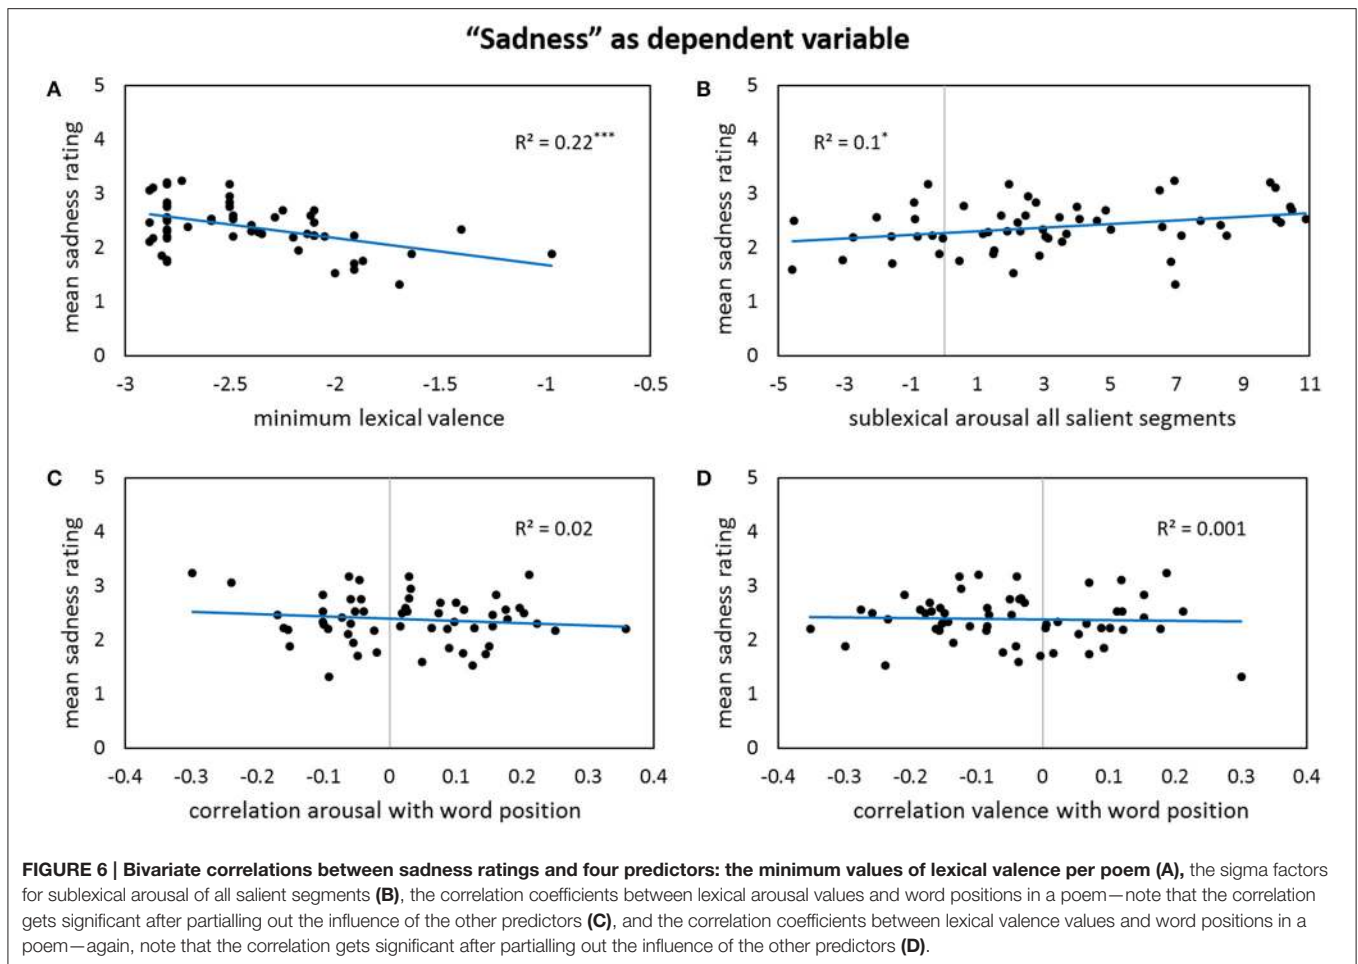 “Sadness” as dependent variable
A
5
4
3
2
1
0
mean sadness rating
R² = 0.22***
-3 -2.5 -2 -1.5 -1 -0.5
minimum lexical valence
B
5
4
3
2
1
0
mean sadness rating
R² = 0.1*
-5 -3 -1 1 3 5 7 9 11
sublexical arousal all salient segments
C
5
4
3
2
1
0
mean sadness rating
R² = 0.02
-0.4 -0.3 -0.2 -0.1 0 0.1 0.2 0.3 0.4
correlation arousal with word position
D
5
4
3
2
1
0
mean sadness rating
R² = 0.001
-0.4 -0.3 -0.2 -0.1 0 0.1 0.2 0.3 0.4
correlation valence with word position
FIGURE 6 | Bivariate correlations between sadness ratings and four predictors: the minimum values of lexical valence per poem (A), the sigma factors
for sublexical arousal of all salient segments (B), the correlation coefficients between lexical arousal values and word positions in a poem—note that the correlation
gets significant after partialling out the influence of the other predictors (C), and the correlation coefficients between lexical valence values and word positions in a
poem—again, note that the correlation gets significant after partialling out the influence of the other predictors (D).